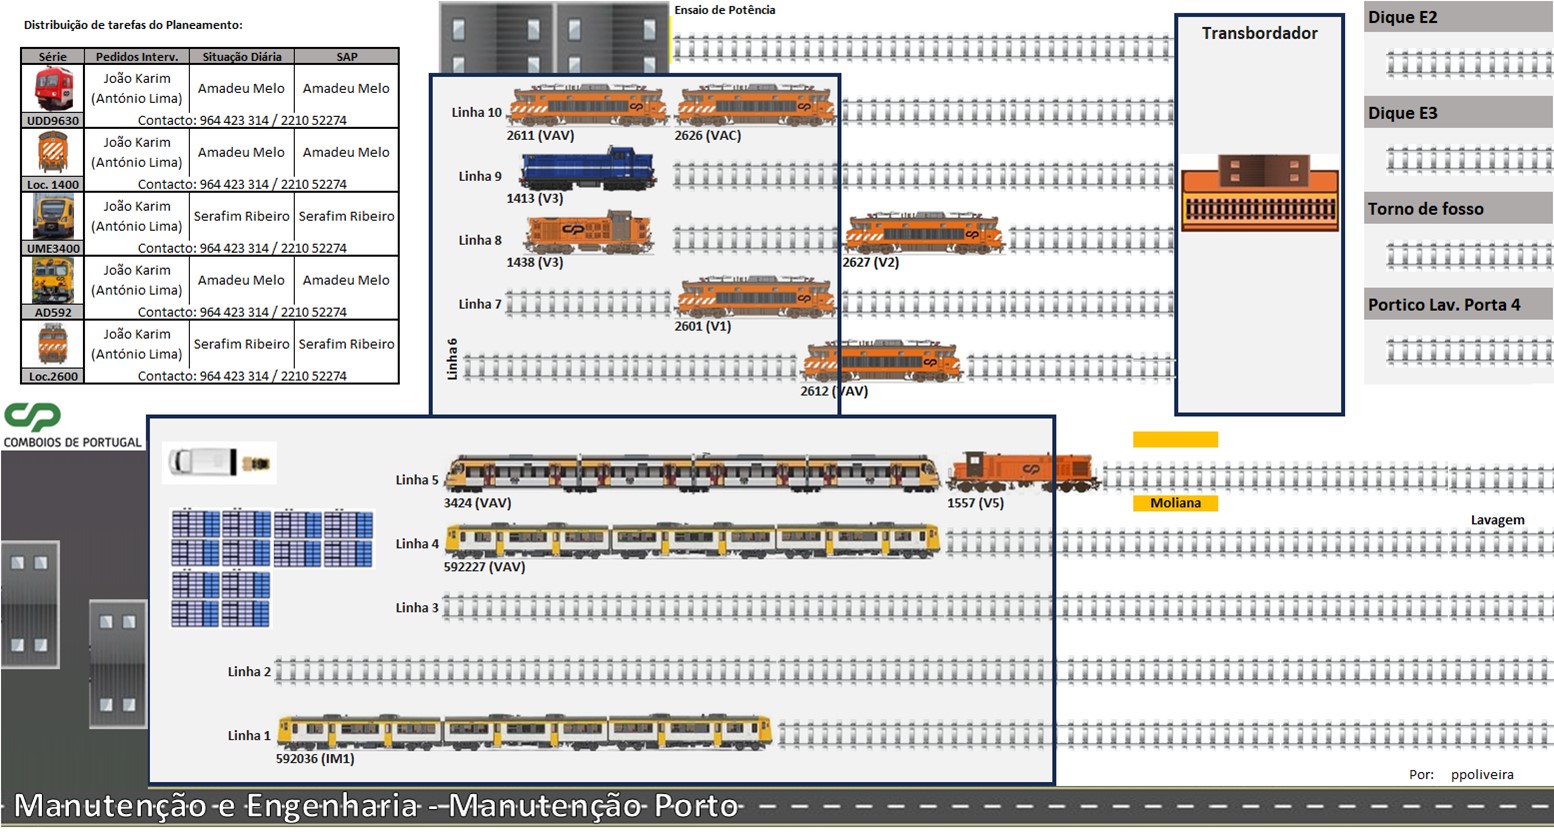 Distribuição de tarefas do Planeamento:
Série Pedidos Interv. Situação Diária SAP
João Karim
(António Lima) Amadeu Melo Amadeu Melo
UDD9630 Contacto: 964 423 314 / 2210 52274
João Karim
(António Lima) Amadeu Melo Amadeu Melo
Loc. 1400 Contacto: 964 423 314 / 2210 52274
João Karim
(António Lima) Serafim Ribeiro Serafim Ribeiro
UME3400 Contacto: 964 423 314 / 2210 52274
João Karim
(António Lima) Amadeu Melo Amadeu Melo
AD592 Contacto: 964 423 314 / 2210 52274
João Karim
(António Lima) Serafim Ribeiro Serafim Ribeiro
Loc.2600 Contacto: 964 423 314 / 2210 52274
CP
COMBOIOS DE PORTUGAL
Ensaio de Potência
Linha 10
2611 (VAV) 2626 (VAC)
Linha 9
1413 (V3)
Linha 8
1438 (V3) 2627 (V2)
Linha 7
2601 (V1)
Linha 6
2612 (VAV)
Transbordador
Dique E2
Dique E3
Torno de fosso
Portico Lav. Porta 4
Linha 5
3424 (VAV) 1557 (V5)
Moliana
Lavagem
Linha 4
592227 (VAV)
Linha 3
Linha 2
Linha 1
592036 (IM1)
Por: ppoliveira
Manutenção e Engenharia - Manutenção Porto